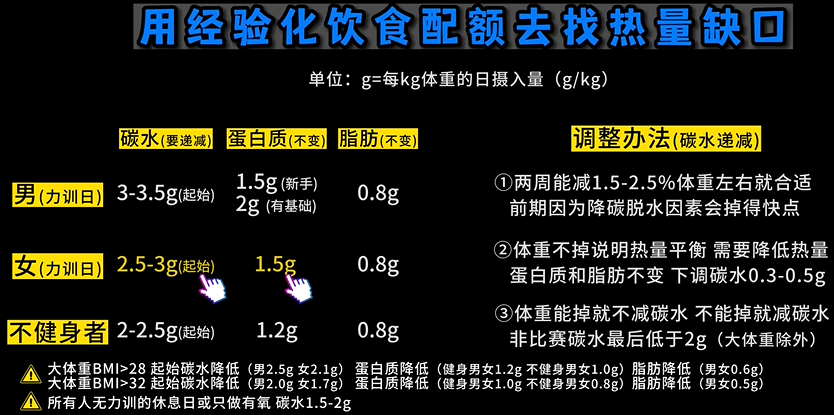 用经验化饮食配额去找热量缺口
单位：g=每kg体重的日摄入量（g/kg）
碳水(要递减) 蛋白质(不变) 脂肪(不变)
男(力训日) 3-3.5g(起始) 1.5g(新手) 0.8g
2g (有基础)
女(力训日) 2.5-3g(起始) 1.5g 0.8g
不健身者 2-2.5g(起始) 1.2g 0.8g
调整办法(碳水递减)
①两周能减1.5-2.5%体重左右就合适
前期因为降碳脱水因素会掉得快点
②体重不掉说明热量平衡 需要降低热量
蛋白质和脂肪不变 下调碳水0.3-0.5g
③体重能掉就不减碳水 不能掉就减碳水
非比赛碳水最后低于2g（大体重除外）
大体重BMI>28 起始碳水降低（男2.5g 女2.1g） 蛋白质降低（健身男女1.2g 不健身男女1.0g）脂肪降低（男女0.6g）
大体重BMI>32 起始碳水降低（男2.0g 女1.7g） 蛋白质降低（健身男女1.0g 不健身男女0.8g）脂肪降低（男女0.5g）
所有人无力训的休息日或只做有氧 碳水1.5-2g